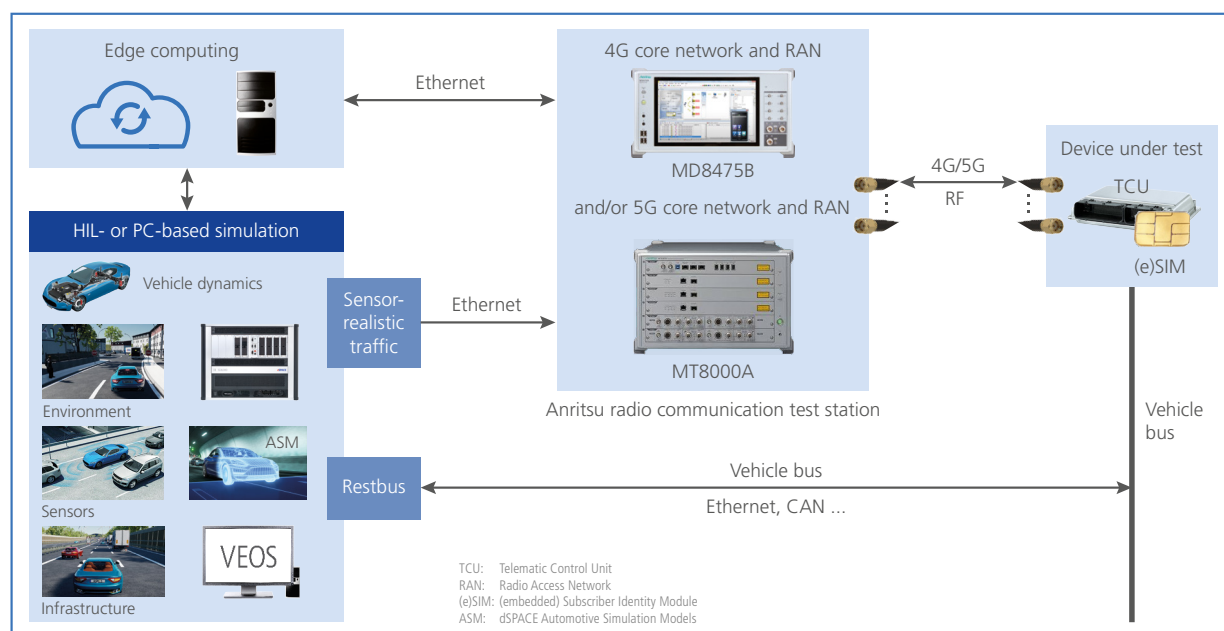 Edge computing
Ethernet
4G core network and RAN
MD8475B
and/or 5G core network and RAN
MT8000A
Anritsu radio communication test station
4G/5G
RF
Device under test
TCU
(e)SIM
HIL- or PC-based simulation
Vehicle dynamics
Environment
Sensors
ASM
Infrastructure
VEOS
Sensor-
realistic
traffic
Ethernet
Restbus
Vehicle bus
Ethernet, CAN ...
Vehicle
bus
TCU: Telematic Control Unit
RAN: Radio Access Network
(e)SIM: (embedded) Subscriber Identity Module
ASM: dSPACE Automotive Simulation Models